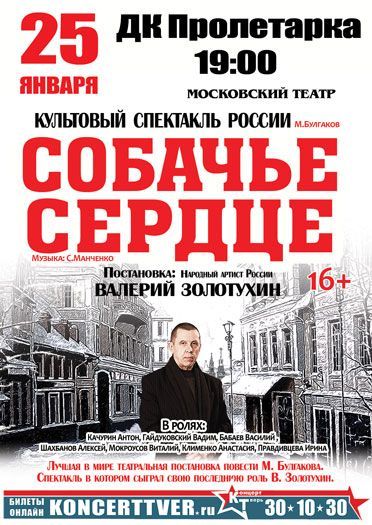 25
ЯНВАРЯ
ДК Пролетарка
19:00
МОСКОВСКИЙ ТЕАТР
КУЛЬТОВЫЙ СПЕКТАКЛЬ РОССИИ М.Булгаков
СОБАЧЬЕ
СЕРДЦЕ
Музыка: С.Манченко
Постановка: Народный артист России
ВАЛЕРИЙ ЗОЛОТУХИН
16+
В РОЛЯХ:
Качурин Антон, Гайдуковский Вадим, Бабаев Василий,
Шахбанов Алексей, Мокроусов Виталий, Клименко Анастасия, Правдивцева Ирина
Лучшая в мире театральная постановка повести М. Булгакова.
Спектакль в котором сыграл свою последнюю роль В. Золотухин.
БИЛЕТЫ
ОНЛАЙН
KONCERTTVER.ru
концерт
тверь
т 30★10★30